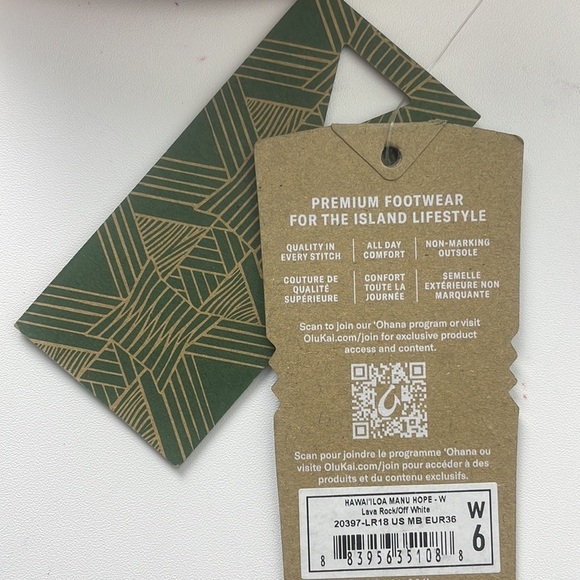 PREMIUM FOOTWEAR
FOR THE ISLAND LIFESTYLE
QUALITY IN
EVERY STITCH
ALL DAY
COMFORT
NON-MARKING
OUTSOLE
COUTURE DE
QUALITÉ
SUPÉRIEURE
CONFORT
TOUTE LA
JOURNÉE
SEMELLE
EXTÉRIEURE NON
MARQUANTE
Scan to join our 'Ohana program or visit
OluKai.com/join for exclusive product
access and content.
Scan pour joindre le programme 'Ohana ou
visite OluKai.com/join pour accéder à des
produits et du contenu exclusifs.
HAWAI'ILOA MANU HOPE - W
Lava Rock/Off White
20397-LR18 US MB EUR36
8 83956 35108 8
W
6